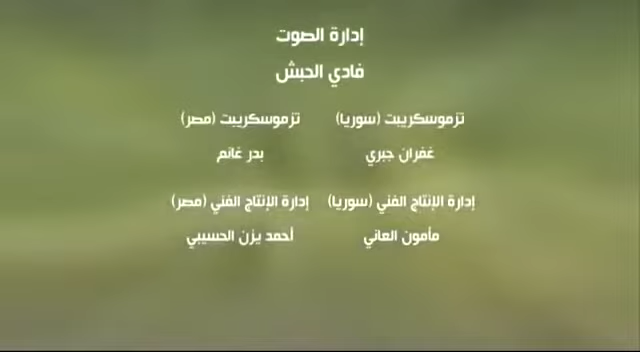 إدارة الصوت
فادي الحبش
تزموسكريبت (سوريا) تزموسكريبت (مصر)
غفران جبري بدر غانم
إدارة الإنتاج الفني (سوريا) إدارة الإنتاج الفني (مصر)
مأمون العاني أحمد يزن الحسيبي